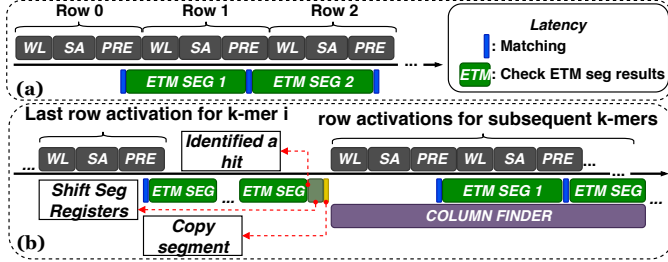 Row 0 Row 1 Row 2
WL SA PRE WL SA PRE WL SA PRE ...
ETM SEG 1 ETM SEG 2
(a)
Latency
: Matching
ETM : Check ETM seg results
Last row activation for k-mer i
Identified a hit
row activations for subsequent k-mers
... WL SA PRE
WL SA PRE WL SA PRE ... ...
ETM SEG ... ETM SEG
ETM SEG 1 ETM SEG ...
Shift Seg Registers
COLUMN FINDER
Copy segment
(b)